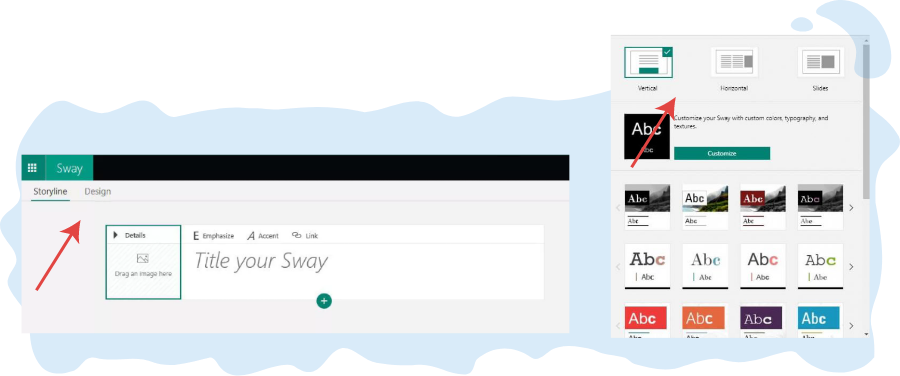 Sway
Storyline Design
Details
Drag an image here
E Emphasize A Accent Link
Title your Sway
Vertical Horizontal Slides
Abc
Abc
Customize your Sway with custom colors, typography, and
textures.
Customize
Abc Abc Abc Abc
Abc Abc Abc Abc
Abc Abc Abc Abc
Abc Abc Abc Abc
Abc Abc Abc Abc
Abc Abc Abc Abc